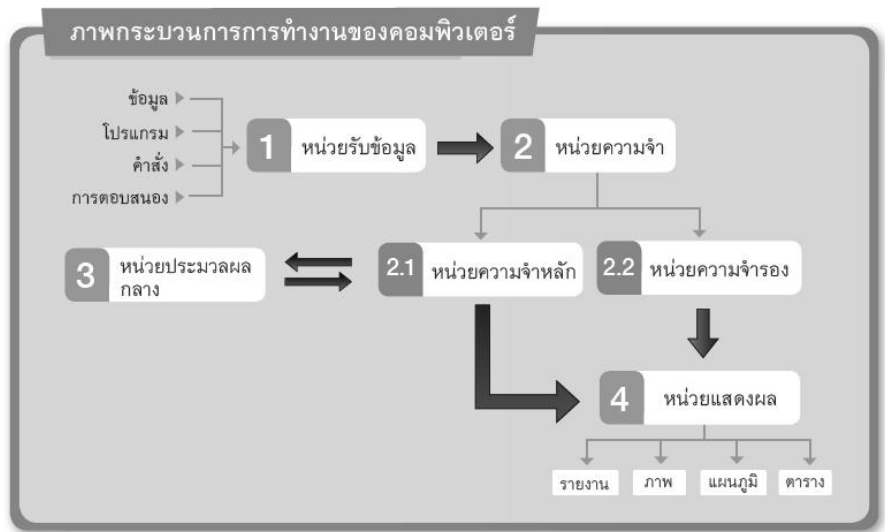 ภาพกระบวนการการทำงานของคอมพิวเตอร์
ข้อมูล
โปรแกรม
คำสั่ง
การตอบสนอง
1 หน่วยรับข้อมูล
2 หน่วยความจำ
3 หน่วยประมวลผล
กลาง
2.1 หน่วยความจำหลัก
2.2 หน่วยความจำรอง
4 หน่วยแสดงผล
รายงาน
ภาพ
แผนภูมิ
ตาราง